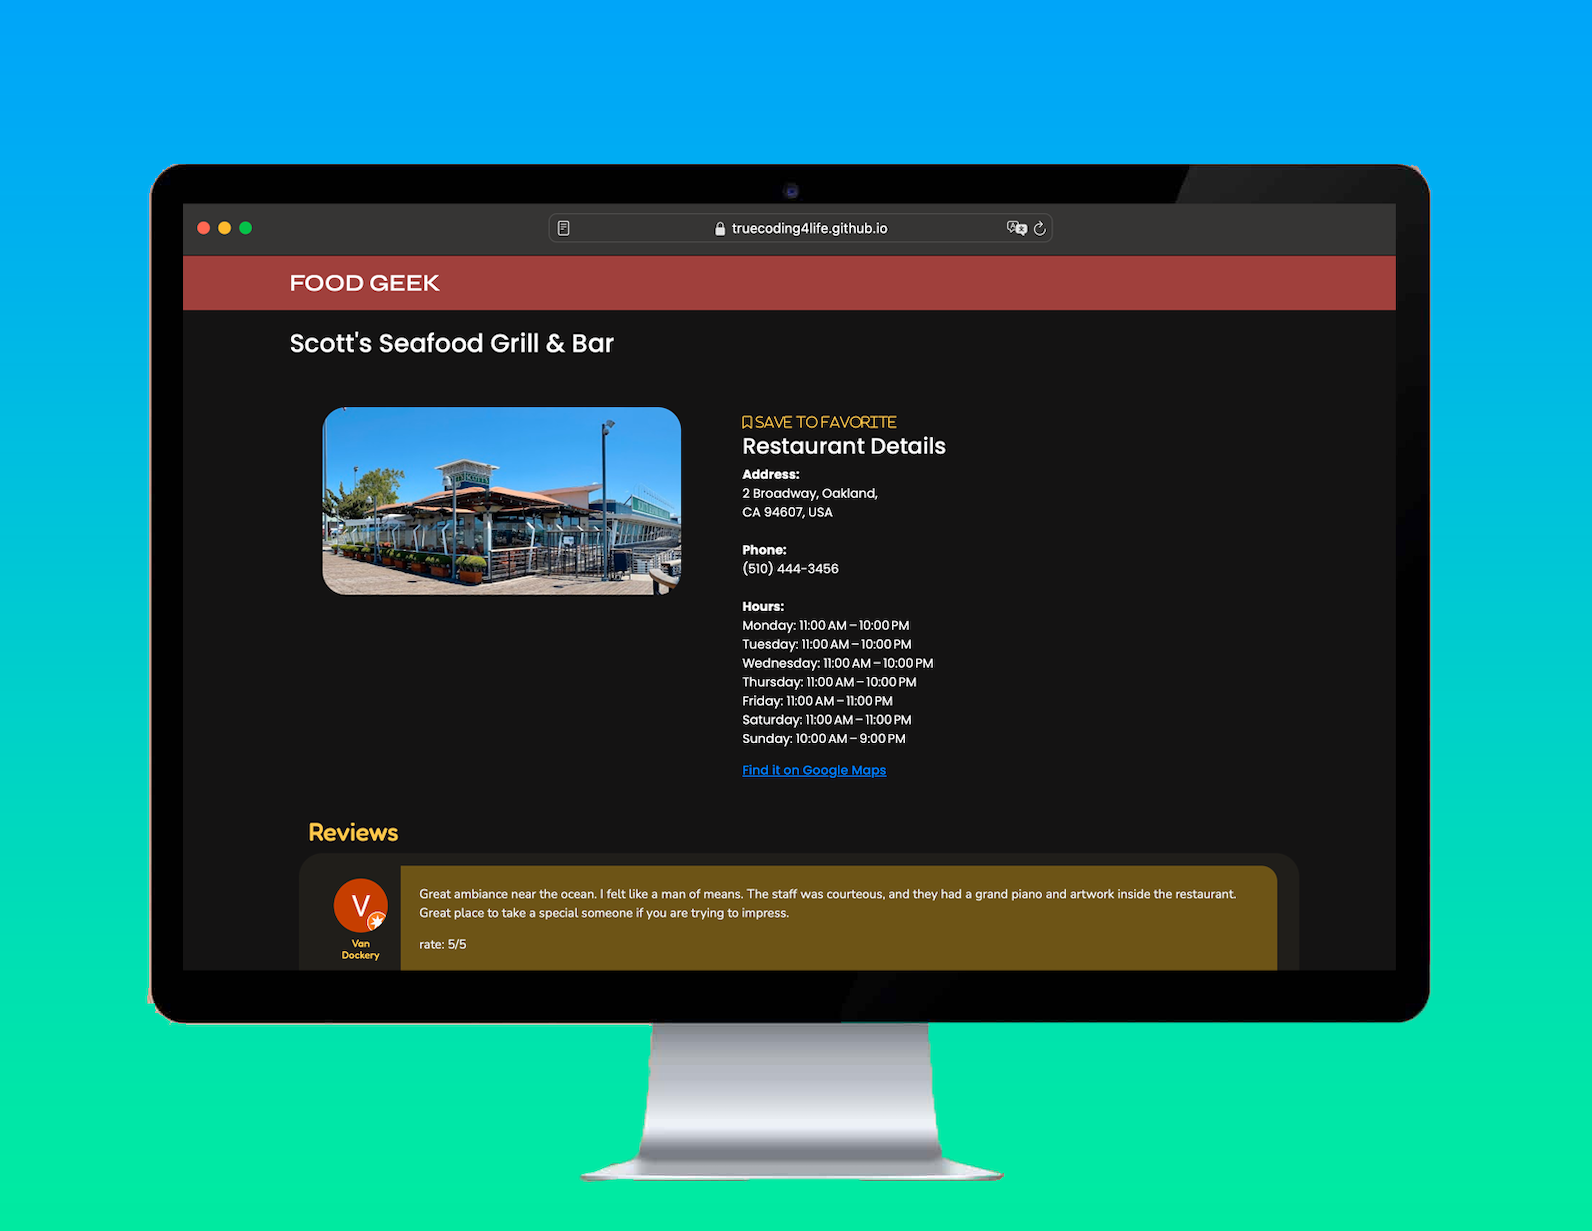 truecoding4life.github.io
FOOD GEEK
Scott's Seafood Grill & Bar
SAVE TO FAVORITE
Restaurant Details
Address:
2 Broadway, Oakland,
CA 94607, USA
Phone:
(510) 444-3456
Hours:
Monday: 11:00 AM – 10:00 PM
Tuesday: 11:00 AM – 10:00 PM
Wednesday: 11:00 AM – 10:00 PM
Thursday: 11:00 AM – 10:00 PM
Friday: 11:00 AM – 11:00 PM
Saturday: 11:00 AM – 11:00 PM
Sunday: 10:00 AM – 9:00 PM
Find it on Google Maps
Reviews
V
Van
Dockery
Great ambiance near the ocean. I felt like a man of means. The staff was courteous, and they had a grand piano and artwork inside the restaurant.
Great place to take a special someone if you are trying to impress.
rate: 5/5